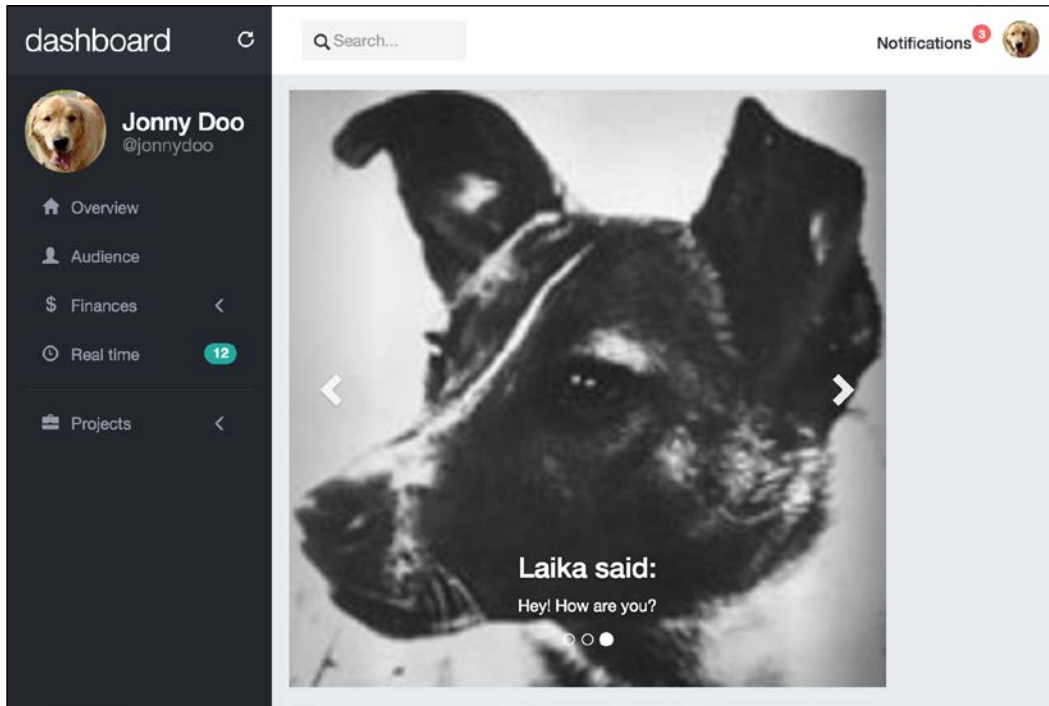 dashboard
Search...
Notifications 3
Jonny Doo
@jonnydoo
Overview
Audience
$ Finances
Real time 12
Projects
Laika said:
Hey! How are you?